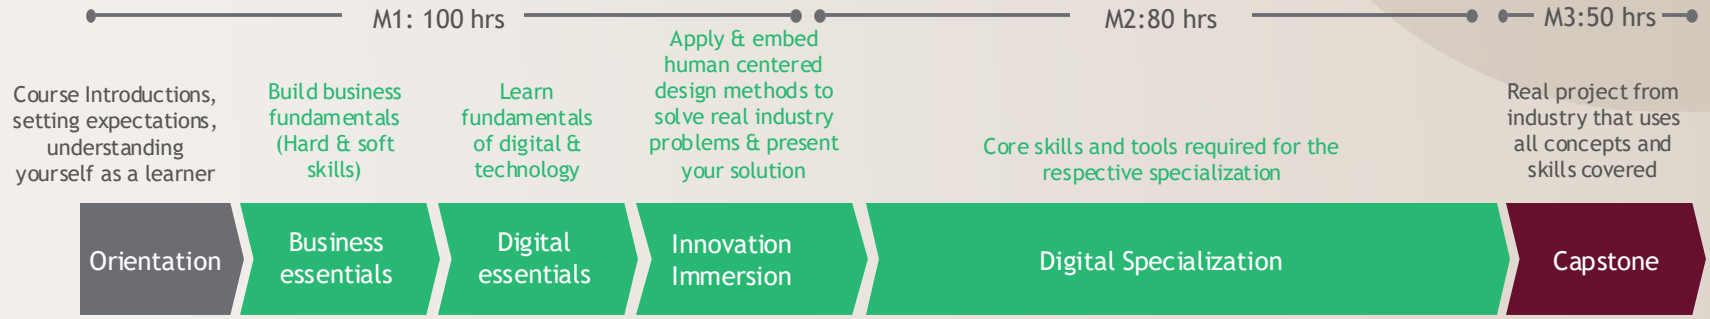 M1: 100 hrs
M2:80 hrs
M3:50 hrs
Course Introductions,
setting expectations,
understanding
yourself as a learner
Build business
fundamentals
(Hard & soft
skills)
Learn
fundamentals
of digital &
technology
Apply & embed
human centered
design methods to
solve real industry
problems & present
your solution
Core skills and tools required for the
respective specialization
Real project from
industry that uses
all concepts and
skills covered
Orientation
Business
essentials
Digital
essentials
Innovation
Immersion
Digital Specialization
Capstone